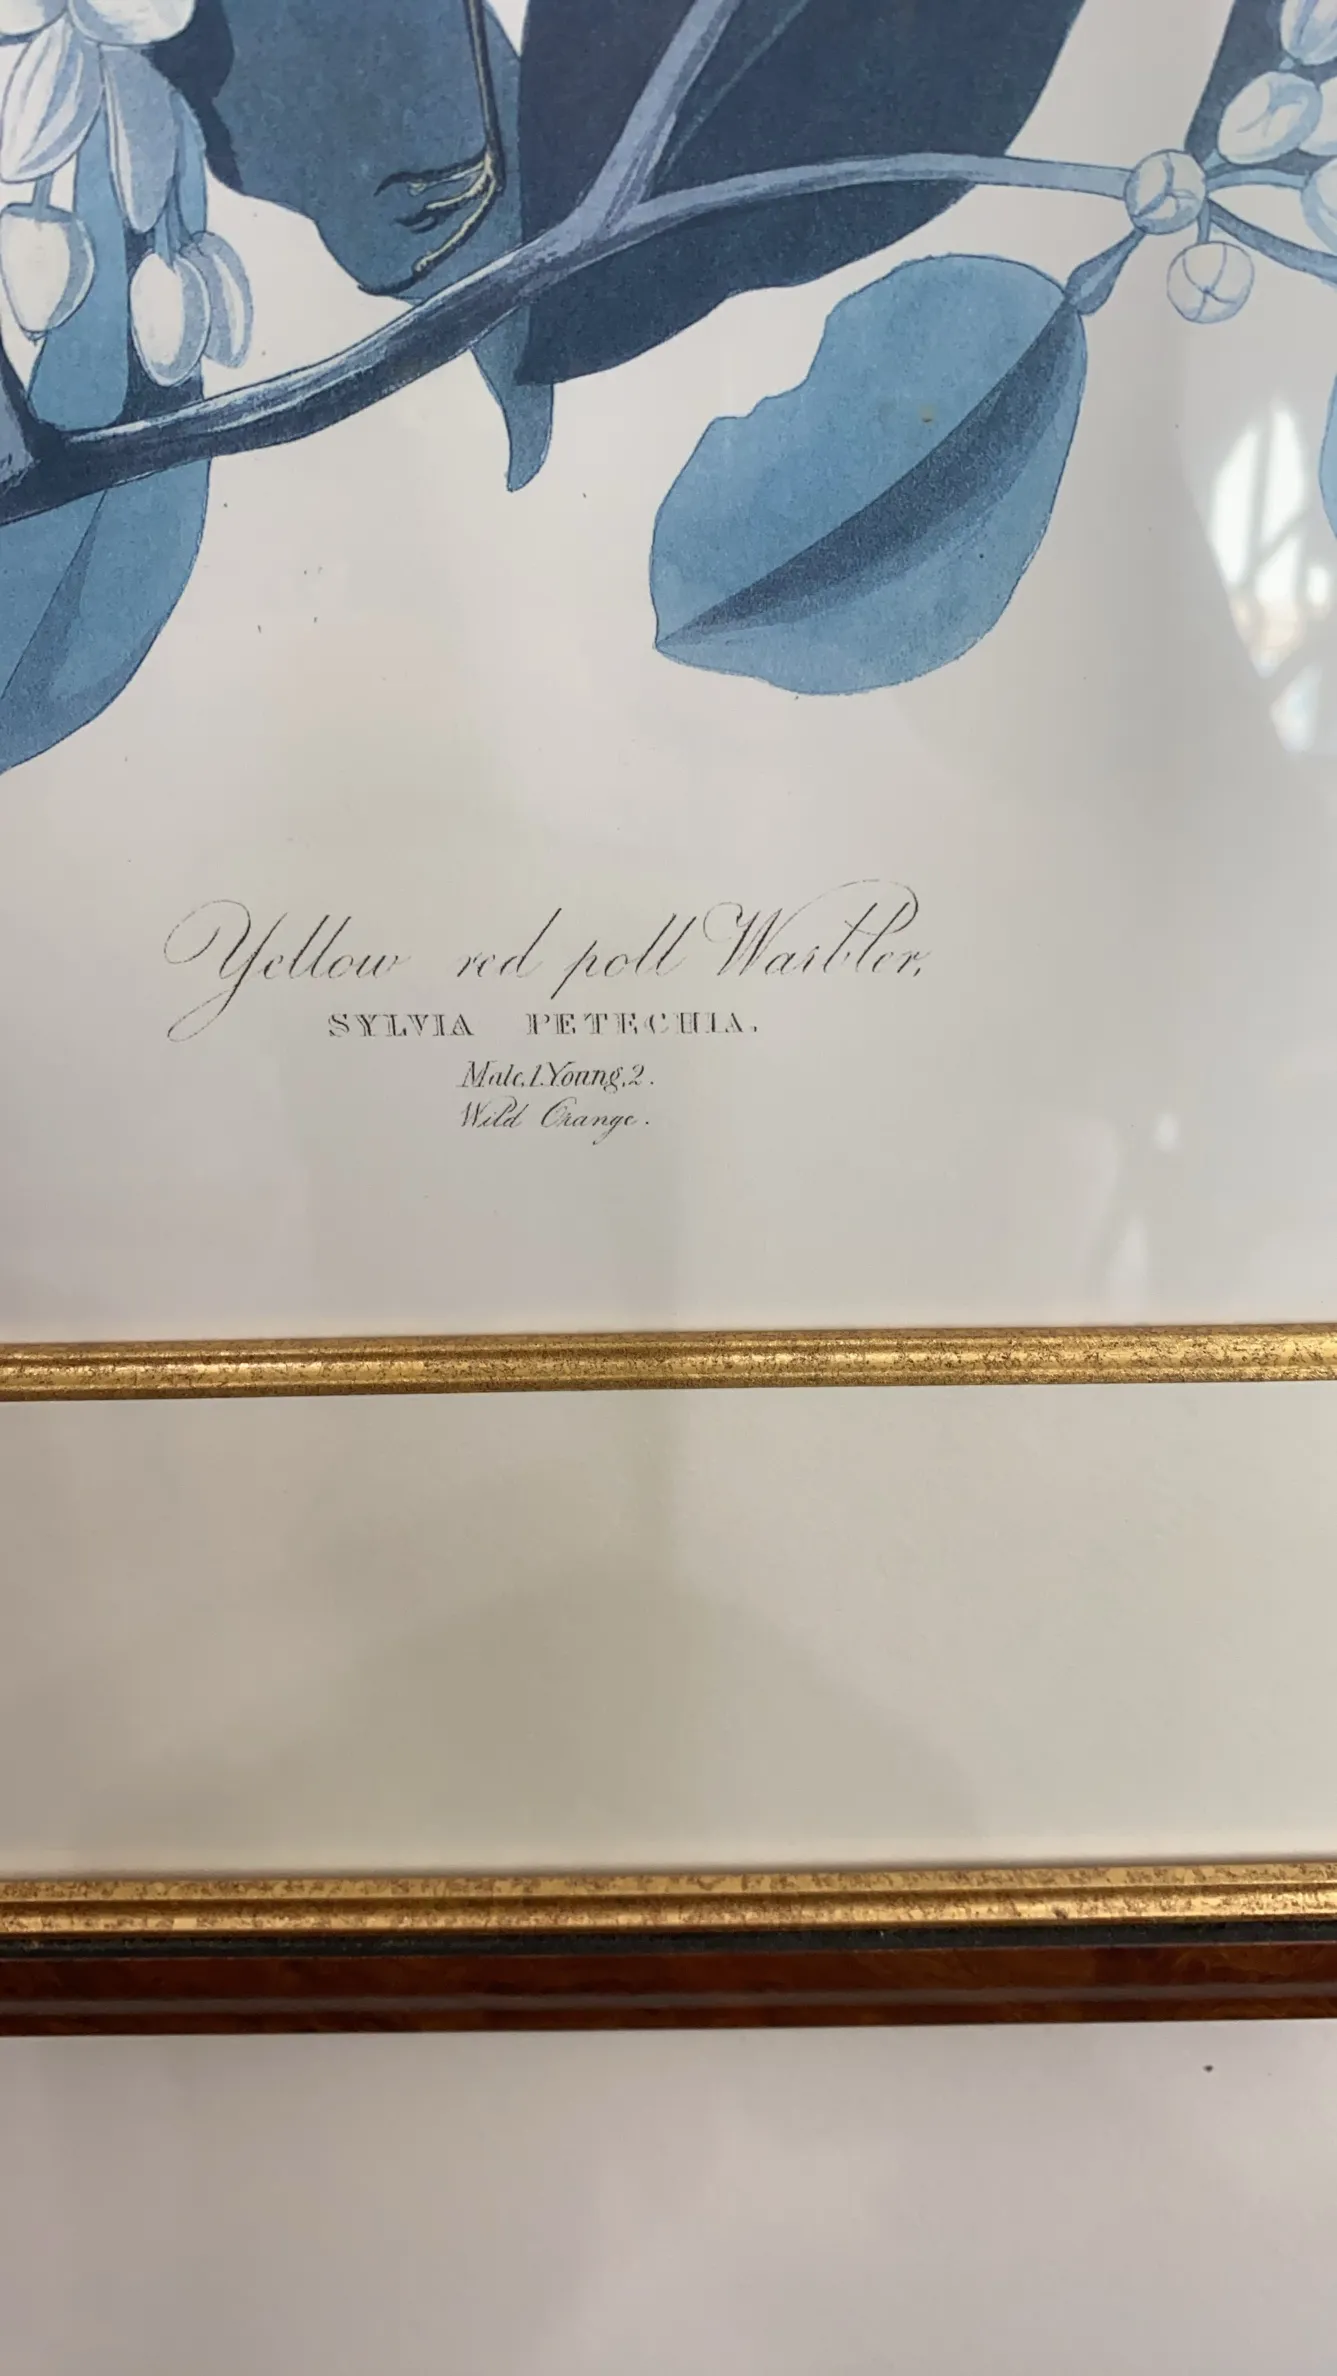 Yellow red poll Warbler,
SYLVIA PETECHIA.
Male,1.Young,2.
Wild Orange.